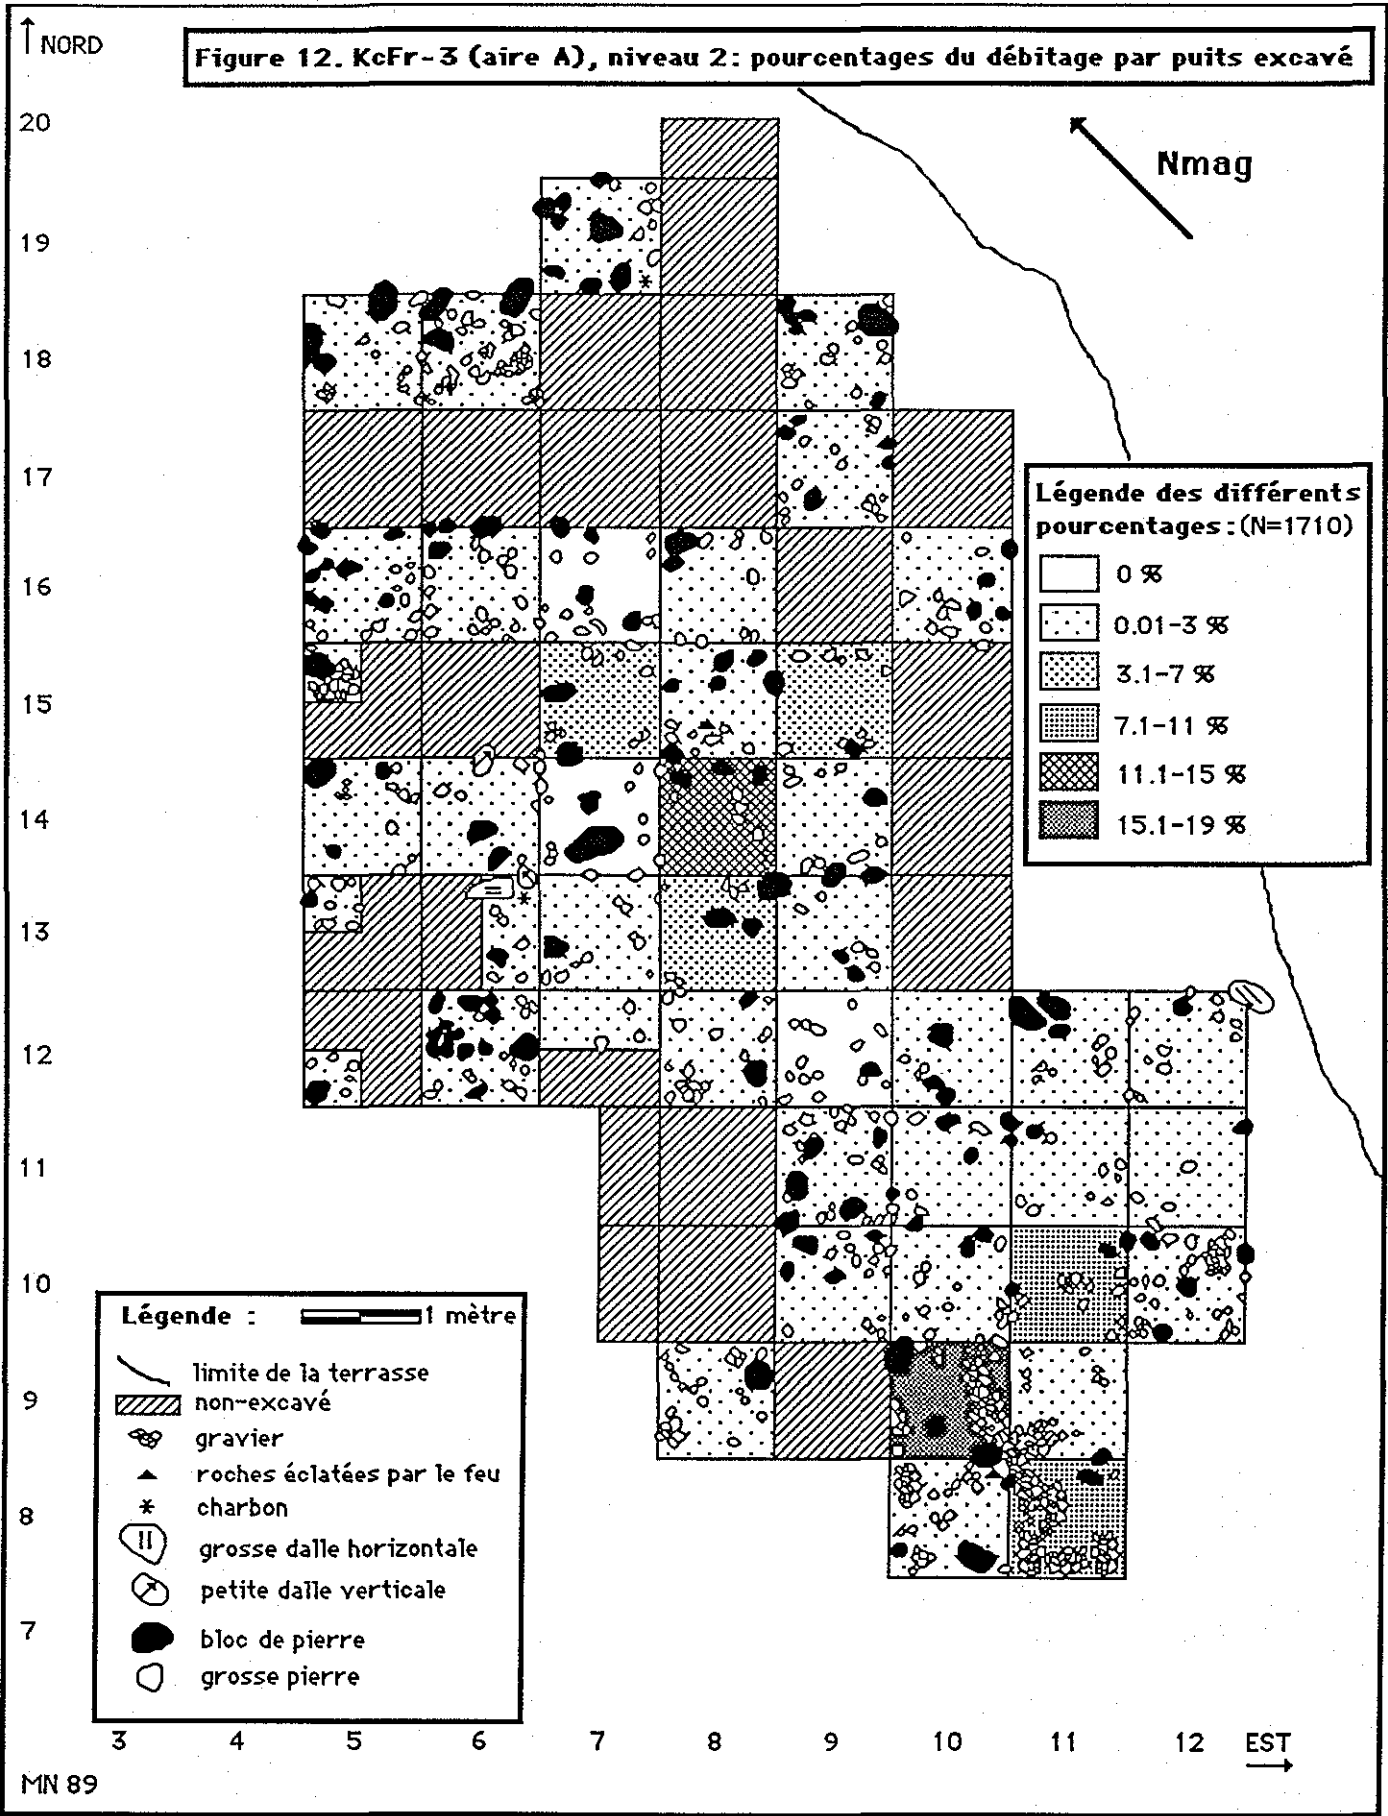 NORD
Figure 12. KcFr-3 (aire A), niveau 2: pourcentages du débitage par puits excavé
Nmag
20
19
18
17
16
15
14
13
12
11
10
9
8
7
Légende des différents
pourcentages: (N=1710)
0 %
0.01-3 %
3.1-7 %
7.1-11 %
11.1-15 %
15.1-19 %
Légende :
1 mètre
limite de la terrasse
non-excavé
gravier
roches éclatées par le feu
charbon
grosse dalle horizontale
petite dalle verticale
bloc de pierre
grosse pierre
3 4 5 6 7 8 9 10 11 12 EST
MN 89